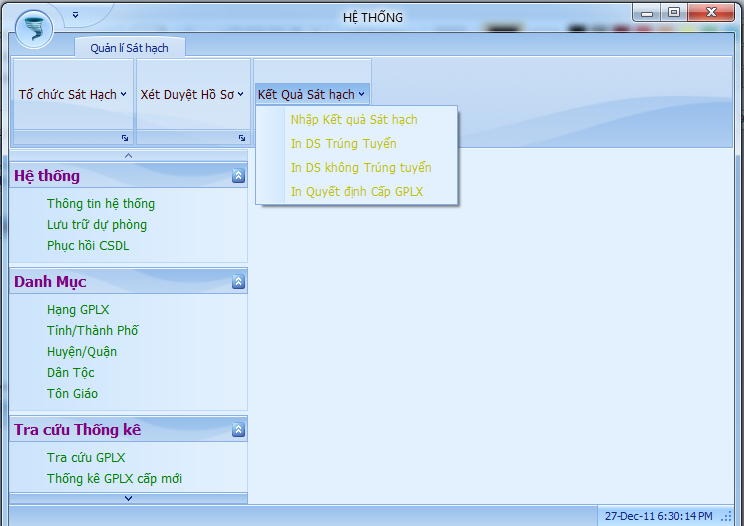 HỆ THỐNG
Quản lí Sát hạch
Tổ chức Sát Hạch
Xét Duyệt Hồ Sơ
Kết Quả Sát hạch
Nhập Kết quả Sát hạch
In DS Trúng Tuyển
In DS không Trúng tuyển
In Quyết định Cấp GPLX
Hệ thống
Thông tin hệ thống
Lưu trữ dự phòng
Phục hồi CSDL
Danh Mục
Hạng GPLX
Tỉnh/Thành Phố
Huyện/Quận
Dân Tộc
Tôn Giáo
Tra cứu Thống kê
Tra cứu GPLX
Thống kê GPLX cấp mới
27-Dec-11 6:30:14 PM